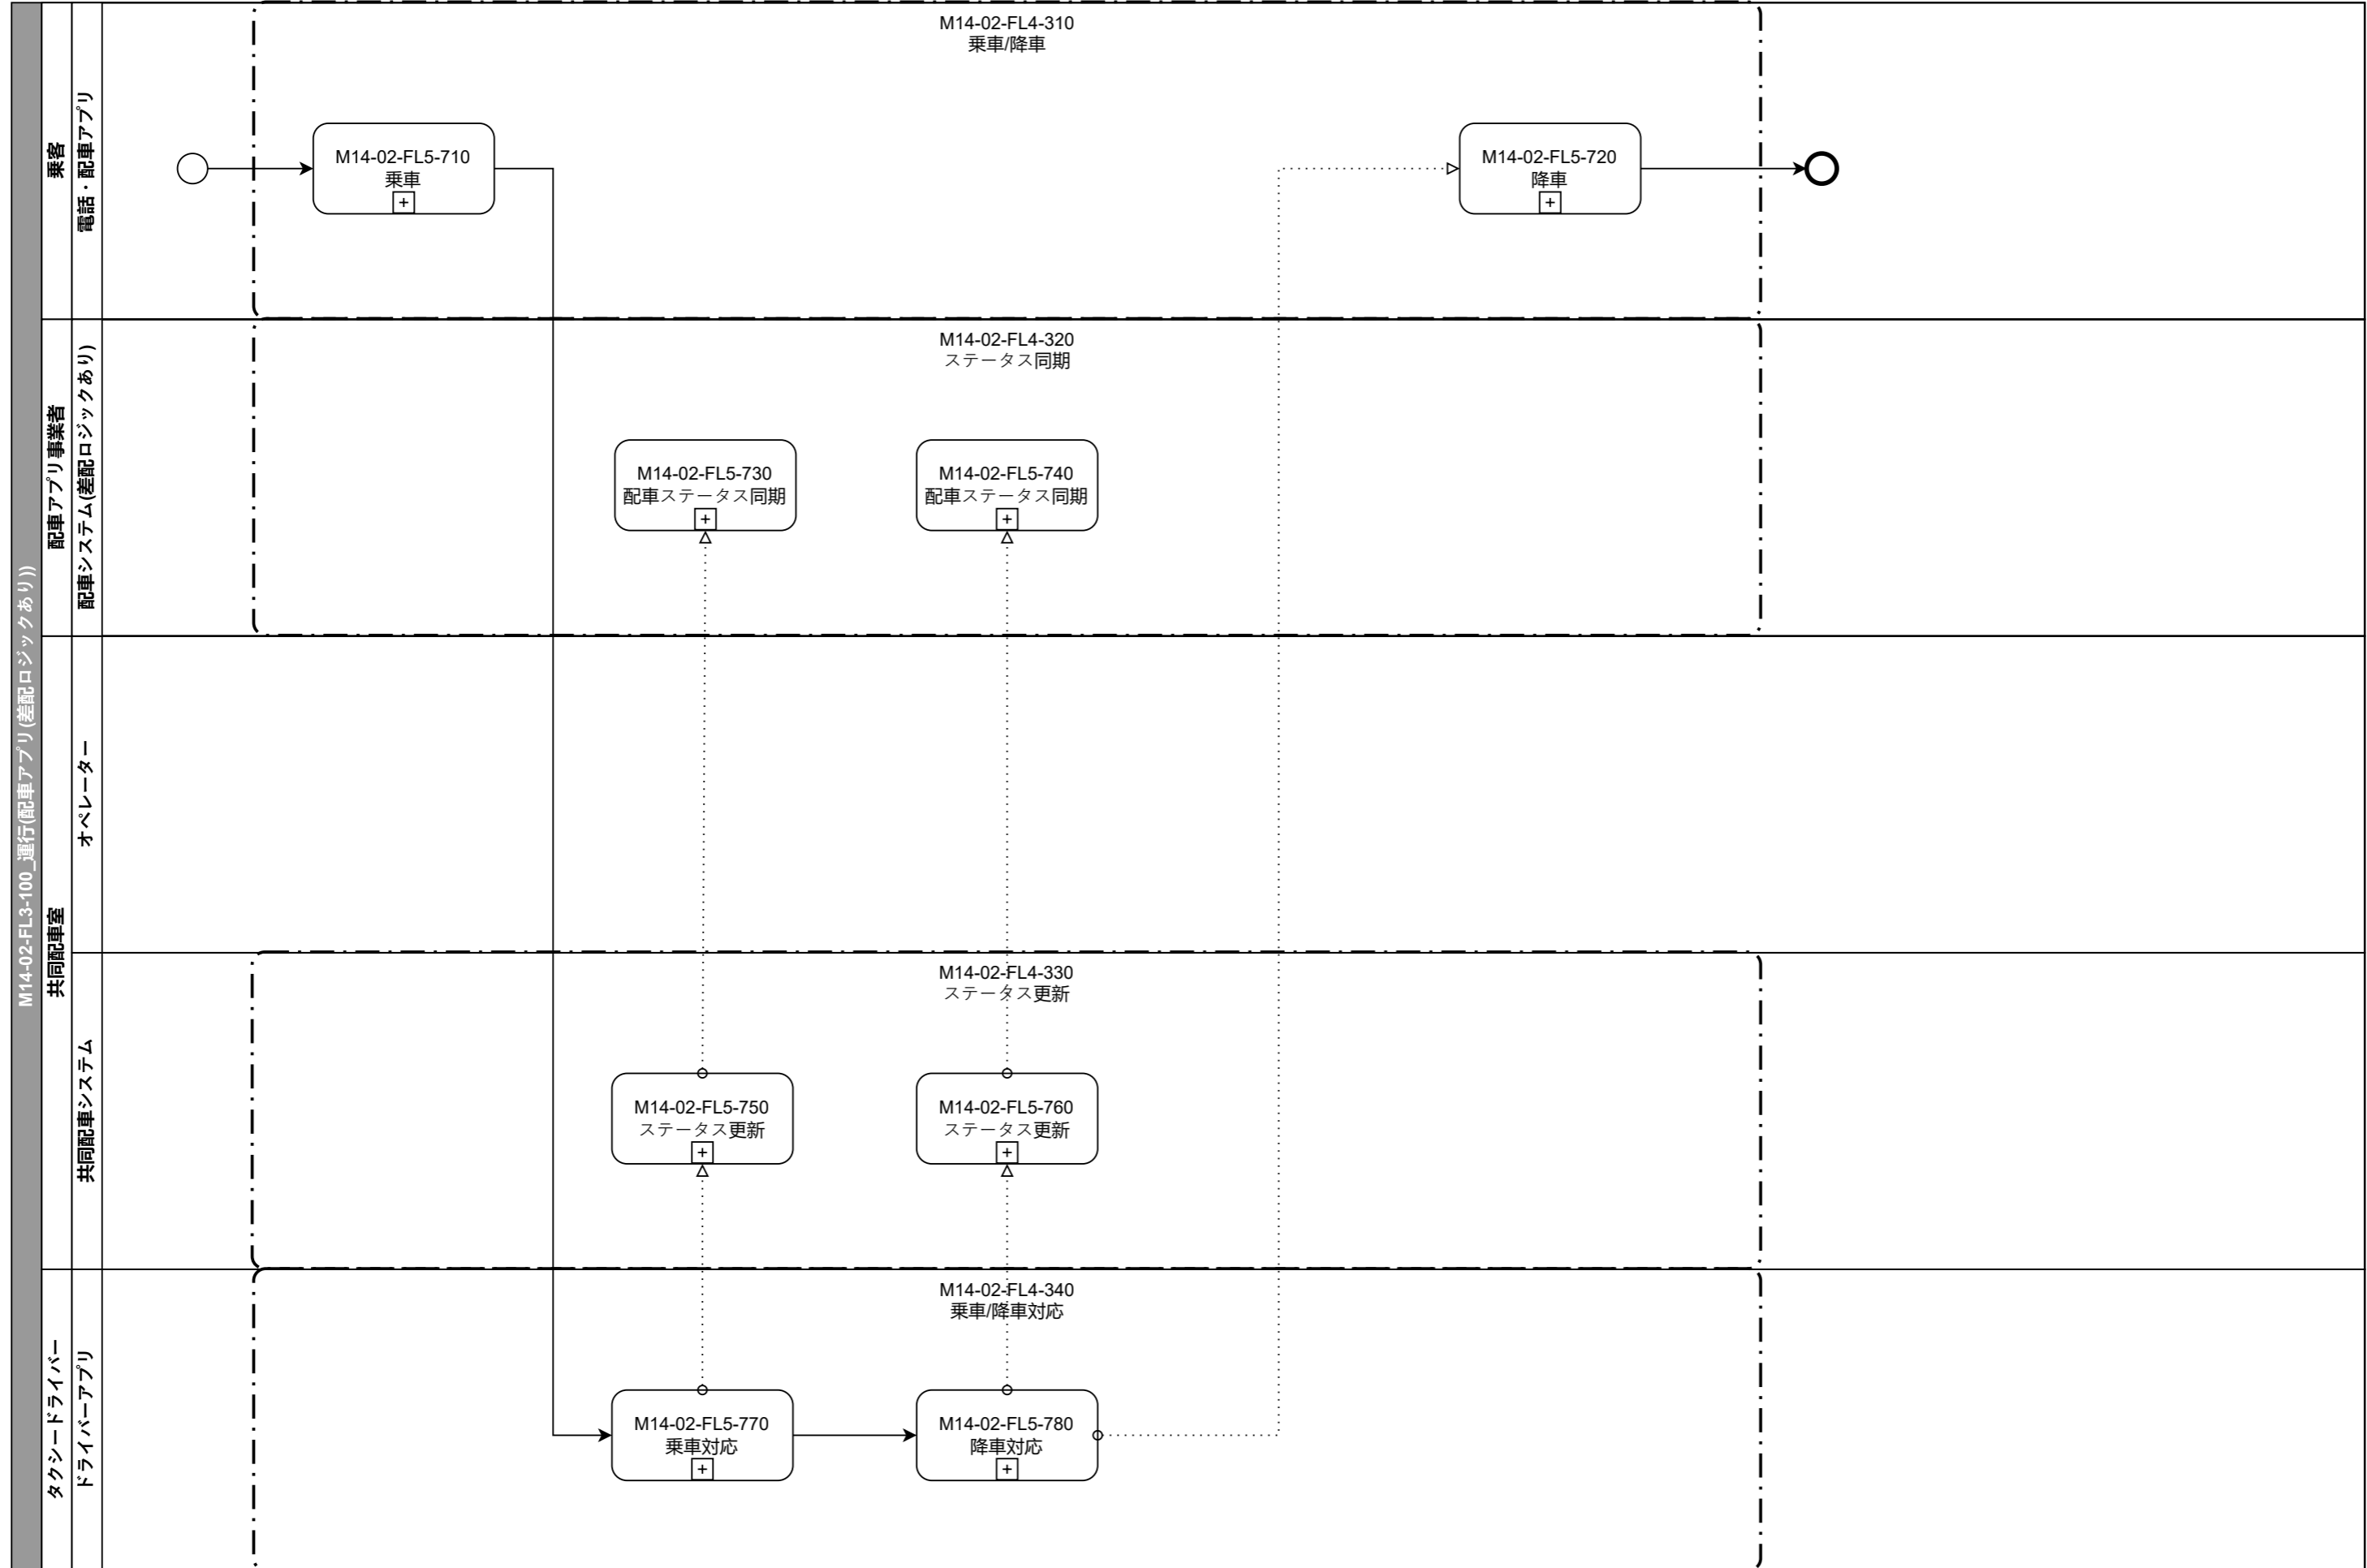 M14-02-FL3-100_運行(配車アプリ(差配ロジックあり))
乗客
電話・配車アプリ
M14-02-FL4-310
乗車/降車
M14-02-FL5-710
乗車
+
M14-02-FL5-720
降車
+
配車アプリ事業者
配車システム(差配ロジックあり)
M14-02-FL4-320
ステータス同期
M14-02-FL5-730
配車ステータス同期
+
M14-02-FL5-740
配車ステータス同期
+
共同配車室
オペレーター
共同配車システム
M14-02-FL4-330
ステータス更新
M14-02-FL5-750
ステータス更新
+
M14-02-FL5-760
ステータス更新
+
タクシードライバー
ドライバーアプリ
M14-02-FL4-340
乗車/降車対応
M14-02-FL5-770
乗車対応
+
M14-02-FL5-780
降車対応
+